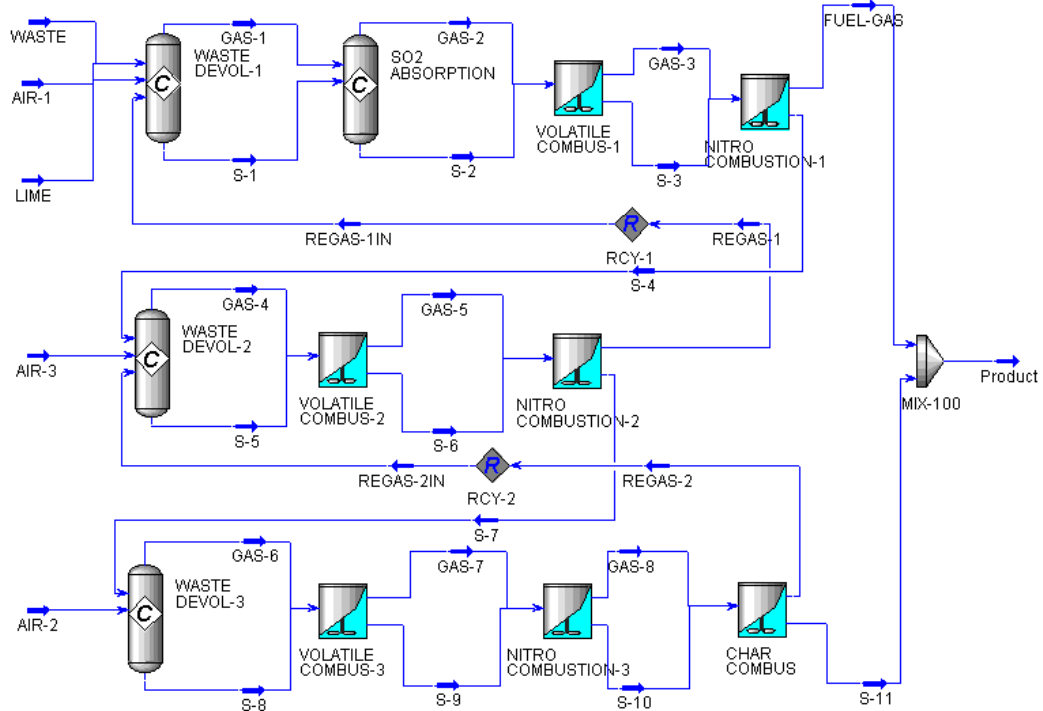 FUEL-GAS
WASTE
GAS-1
GAS-2
WASTE
DEVOL-1
SO2
ABSORPTION
GAS-3
C
C
AIR-1
VOLATILE
COMBUS-1
NITRO
COMBUSTION-1
S-1
S-2
S-3
LIME
REGAS-1IN
R
REGAS-1
RCY-1
S-4
GAS-4
GAS-5
WASTE
DEVOL-2
C
AIR-3
Product
VOLATILE
COMBUS-2
NITRO
COMBUSTION-2
MIX-100
S-5
S-6
REGAS-2IN
R
REGAS-2
RCY-2
S-7
GAS-6
GAS-7
GAS-8
WASTE
DEVOL-3
C
AIR-2
VOLATILE
COMBUS-3
NITRO
COMBUSTION-3
CHAR
COMBUS
S-8
S-9
S-10
S-11